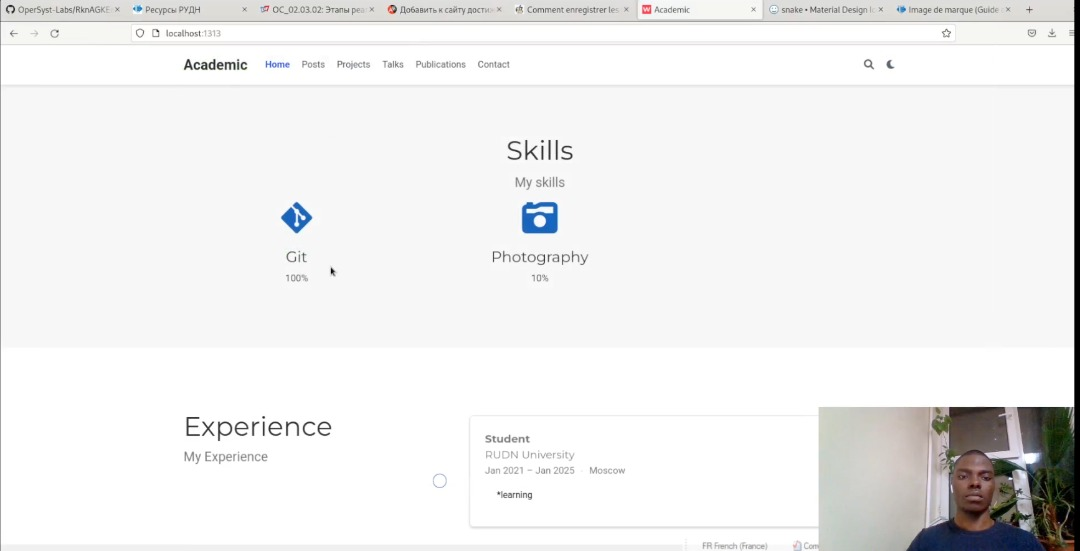 OperSyst-Labs/RknAGKE
Ресурсы РУДН
ОС_02.03.02: Этапы реа
Добавить к сайту дости
Comment enregistrer les
Academic
snake • Material Design Ic
Image de marque (Guide
localhost:1313
Academic
Home
Posts
Projects
Talks
Publications
Contact
Skills
My skills
Git
Photography
100%
10%
Experience
My Experience
Student
RUDN University
Jan 2021 – Jan 2025 · Moscow
*learning
FR French (France)